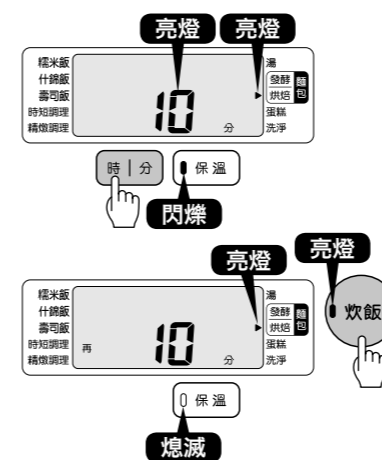 亮燈 亮燈
糯米飯
什錦飯
壽司飯
時短調理
精燉調理
10
分
湯
發酵
烘焙
麵包
蛋糕
洗淨
時 | 分
保溫
閃爍
亮燈
亮燈
糯米飯
什錦飯
壽司飯
時短調理
精燉調理
再
10
分
湯
發酵
烘焙
麵包
蛋糕
洗淨
炊飯
保溫
熄滅